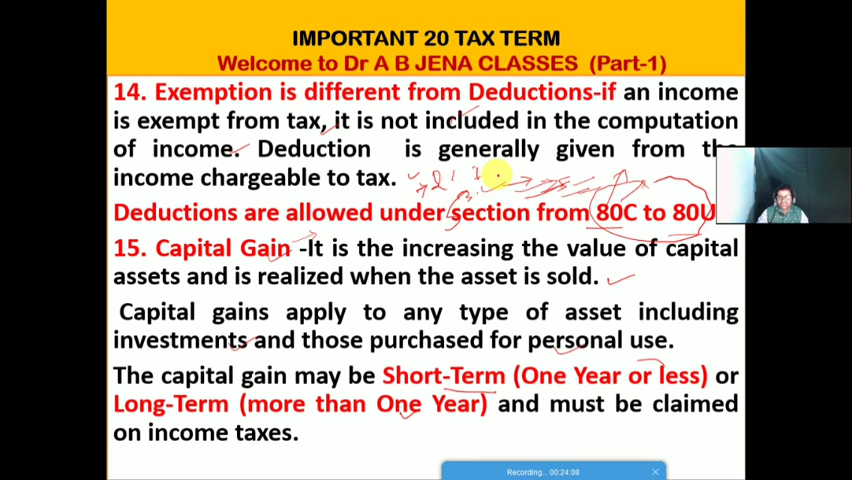 IMPORTANT 20 TAX TERM
Welcome to Dr A B JENA CLASSES (Part-1)
14. Exemption is different from Deductions-if an income
is exempt from tax, it is not included in the computation
of income. Deduction is generally given from the
income chargeable to tax.
Deductions are allowed under section from 80C to 80U
15. Capital Gain -It is the increasing the value of capital
assets and is realized when the asset is sold.
Capital gains apply to any type of asset including
investments and those purchased for personal use.
The capital gain may be Short-Term (One Year or less) or
Long-Term (more than One Year) and must be claimed
on income taxes.
Recording... 00:24:08